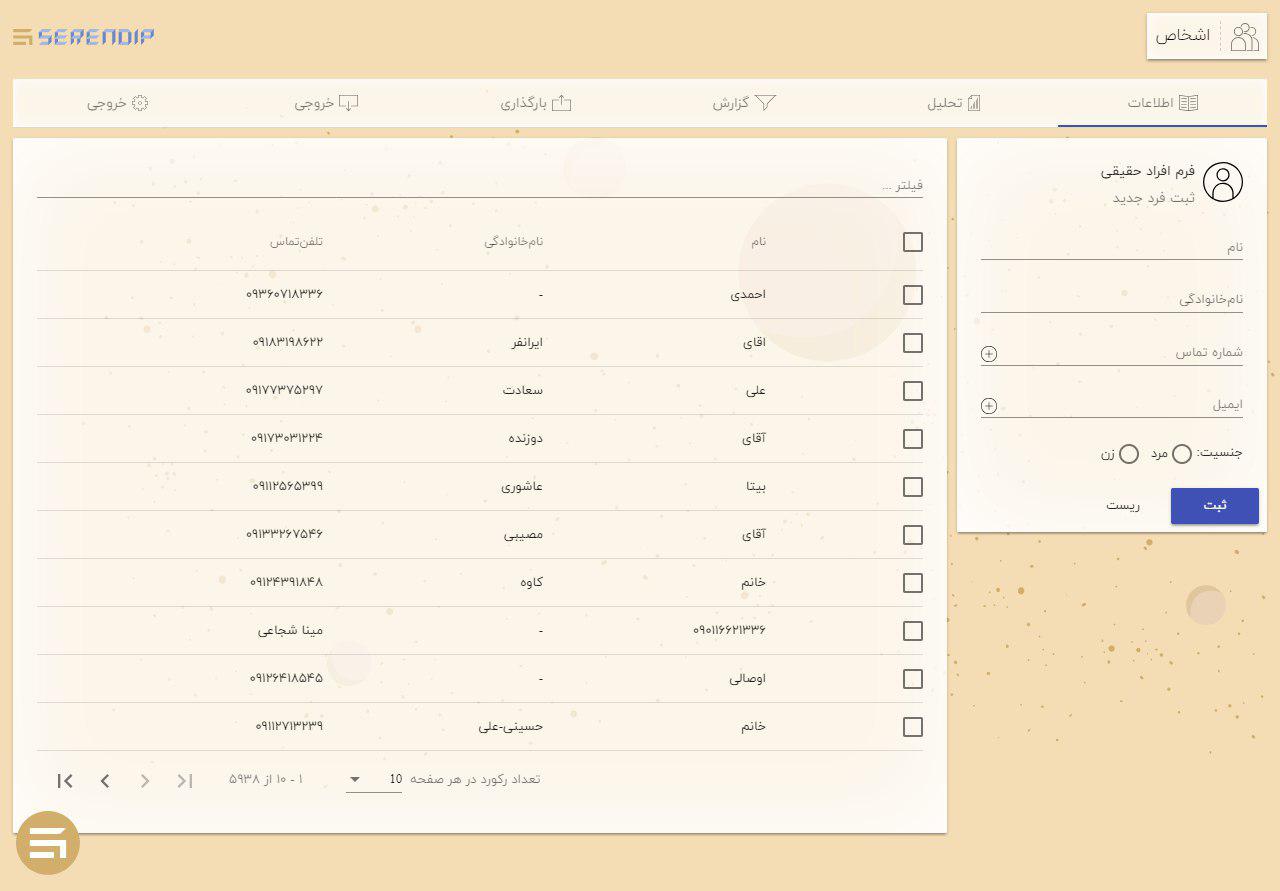 اشخاص
SERENDIP
اطلاعات
تحلیل
گزارش
بارگذاری
خروجی
خروجی
فرم افراد حقیقی
ثبت فرد جدید
نام
نام‌خانوادگی
شماره تماس
ایمیل
جنسیت: مرد زن
ثبت ریست
فیلتر ...
نام نام‌خانوادگی تلفن‌تماس
احمدی - ۰۹۳۶۰۷۱۸۳۳۶
اقای ایرانفر ۰۹۱۸۳۱۹۸۶۲۲
علی سعادت ۰۹۱۷۷۳۷۵۲۹۷
آقای دوزنده ۰۹۱۷۳۰۳۱۲۲۴
بیتا عاشوری ۰۹۱۱۲۵۶۵۳۹۹
آقای مصیبی ۰۹۱۳۳۲۶۷۵۴۶
خانم کاوه ۰۹۱۲۴۳۹۱۸۴۸
۰۹۰۱۱۶۶۲۱۳۳۶ - مینا شجاعی
اوصالی - ۰۹۱۲۶۴۱۸۵۴۵
خانم حسینی-علی ۰۹۱۱۲۷۱۳۲۳۹
تعداد رکورد در هر صفحه 10 ۱ - ۱۰ از ۵۹۳۸